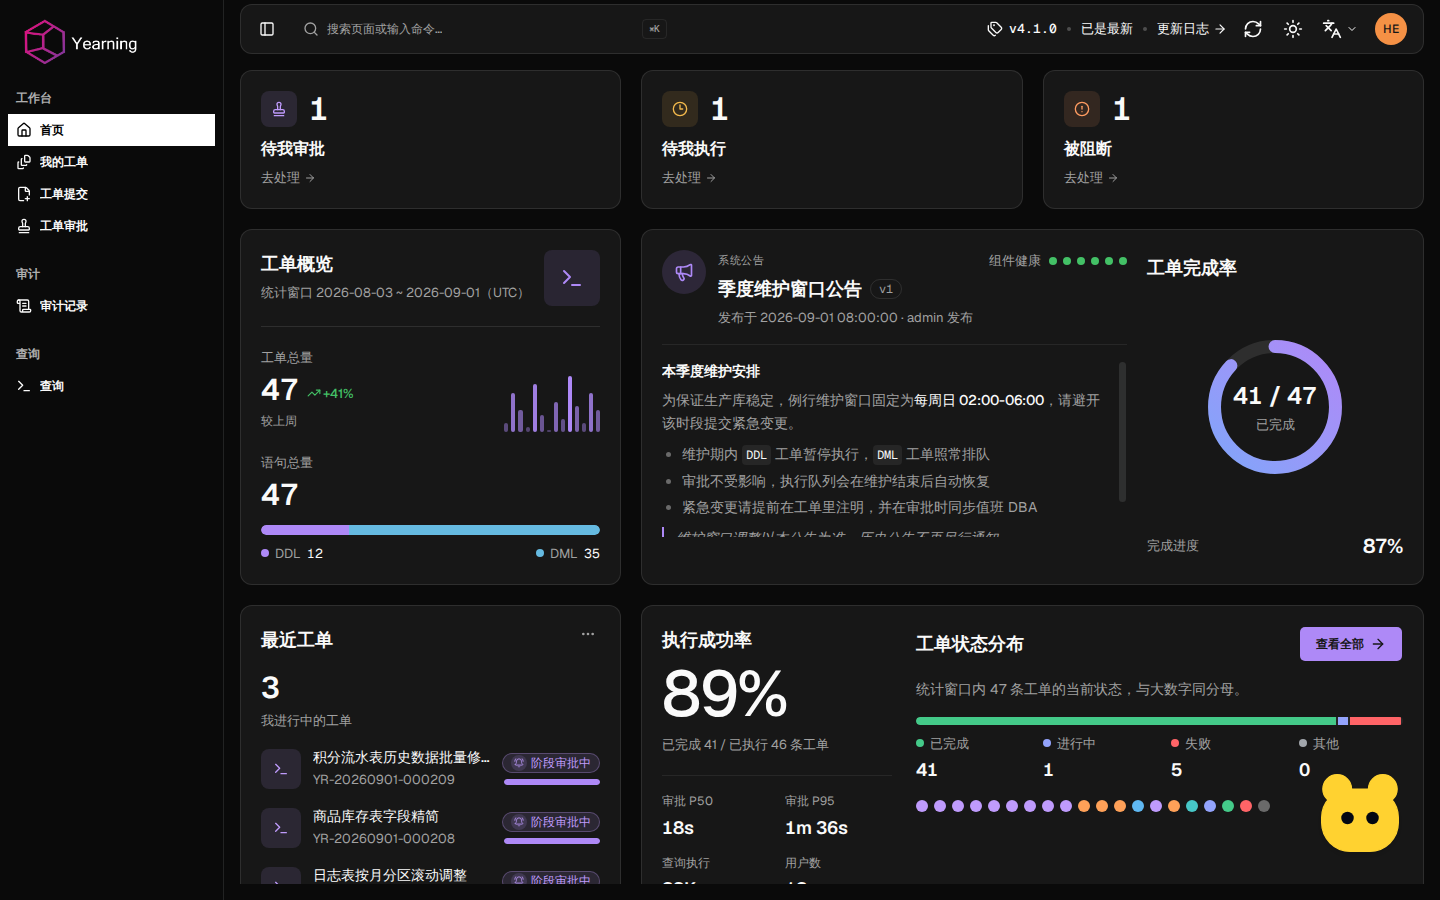 Yearning
工作台
首页
我的工单
工单提交
工单审批
审计
审计记录
查询
查询
搜索页面或输入命令...
⌘K
v4.1.0
已是最新
更新日志
HE
1
待我审批
去处理
1
待我执行
去处理
1
被阻断
去处理
工单概览
统计窗口 2026-08-03 ~ 2026-09-01 (UTC)
工单总量
47
+41%
较上周
语句总量
47
DDL 12
DML 35
系统公告
季度维护窗口公告 v1
发布于 2026-09-01 08:00:00 · admin 发布
组件健康
本季度维护安排
为保证生产库稳定，例行维护窗口固定为每周日 02:00-06:00，请避开
该时段提交紧急变更。
维护期内 DDL 工单暂停执行，DML 工单照常排队
审批不受影响，执行队列会在维护结束后自动恢复
紧急变更请提前在工单里注明，并在审批时同步值班 DBA
工单完成率
41 / 47
已完成
完成进度
87%
最近工单
3
我进行中的工单
积分流水表历史数据批量修...
YR-20260901-000209
阶段审批中
商品库存表字段精简
YR-20260901-000208
阶段审批中
日志表按月分区滚动调整
阶段审批中
执行成功率
89%
已完成 41 / 已执行 46 条工单
审批 P50
18s
审批 P95
1m 36s
查询执行
用户数
工单状态分布
查看全部
统计窗口内 47 条工单的当前状态，与大数字同分母。
已完成
41
进行中
1
失败
5
其他
0